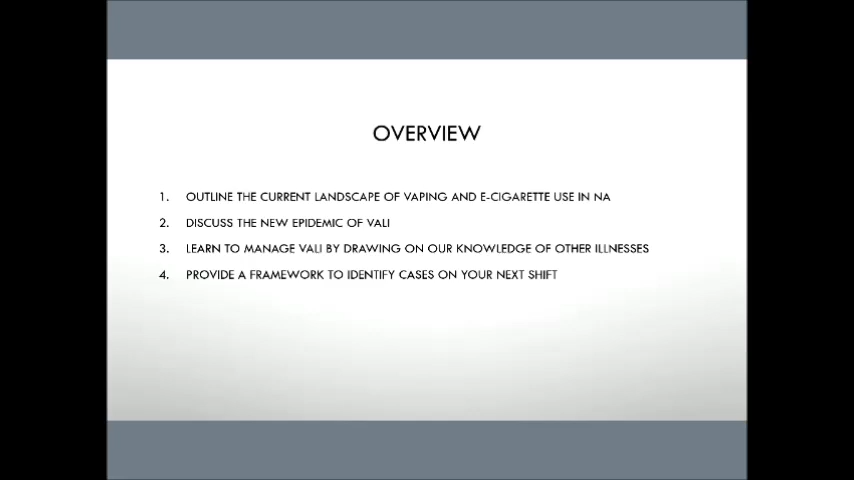 OVERVIEW
1. OUTLINE THE CURRENT LANDSCAPE OF VAPING AND E-CIGARETTE USE IN NA
2. DISCUSS THE NEW EPIDEMIC OF VALI
3. LEARN TO MANAGE VALI BY DRAWING ON OUR KNOWLEDGE OF OTHER ILLNESSES
4. PROVIDE A FRAMEWORK TO IDENTIFY CASES ON YOUR NEXT SHIFT